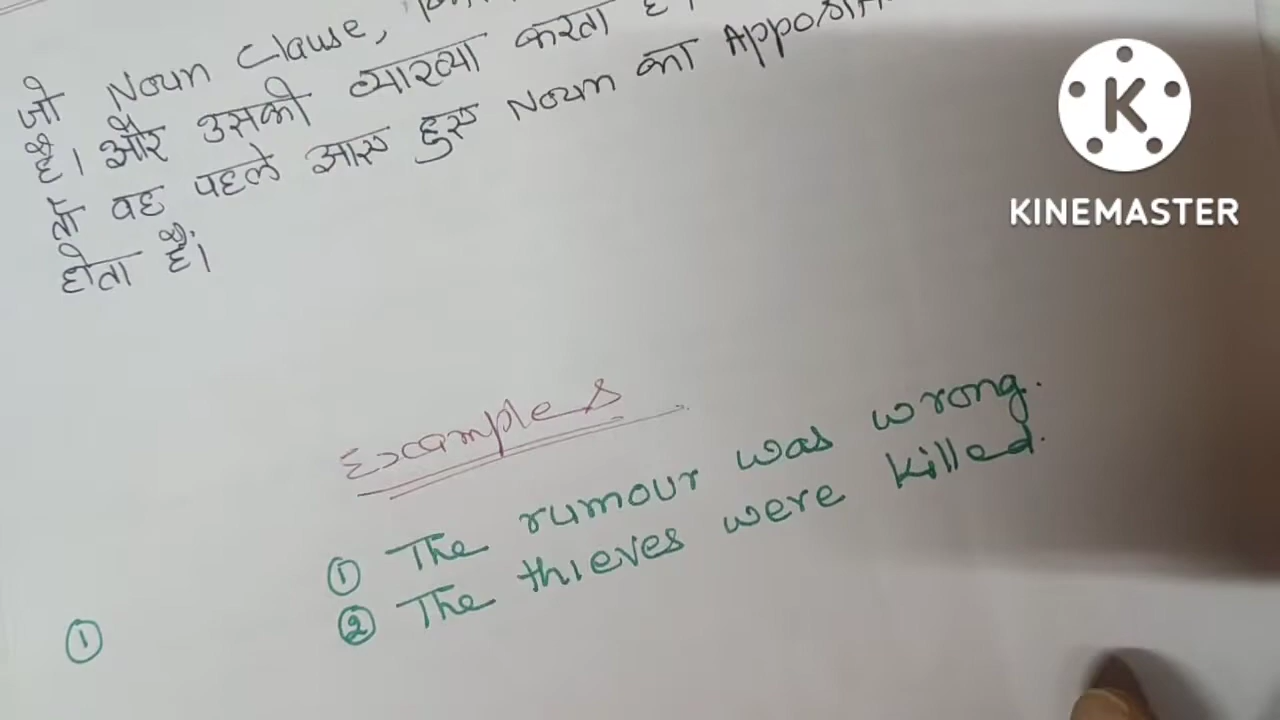 जो Noun Clause,
है। और उसकी व्याख्या करता है।
तो वह पहले आए हुए Noun का
होता है।
Examples
① The rumour was wrong.
② The thieves were killed.
①
K
KINEMASTER